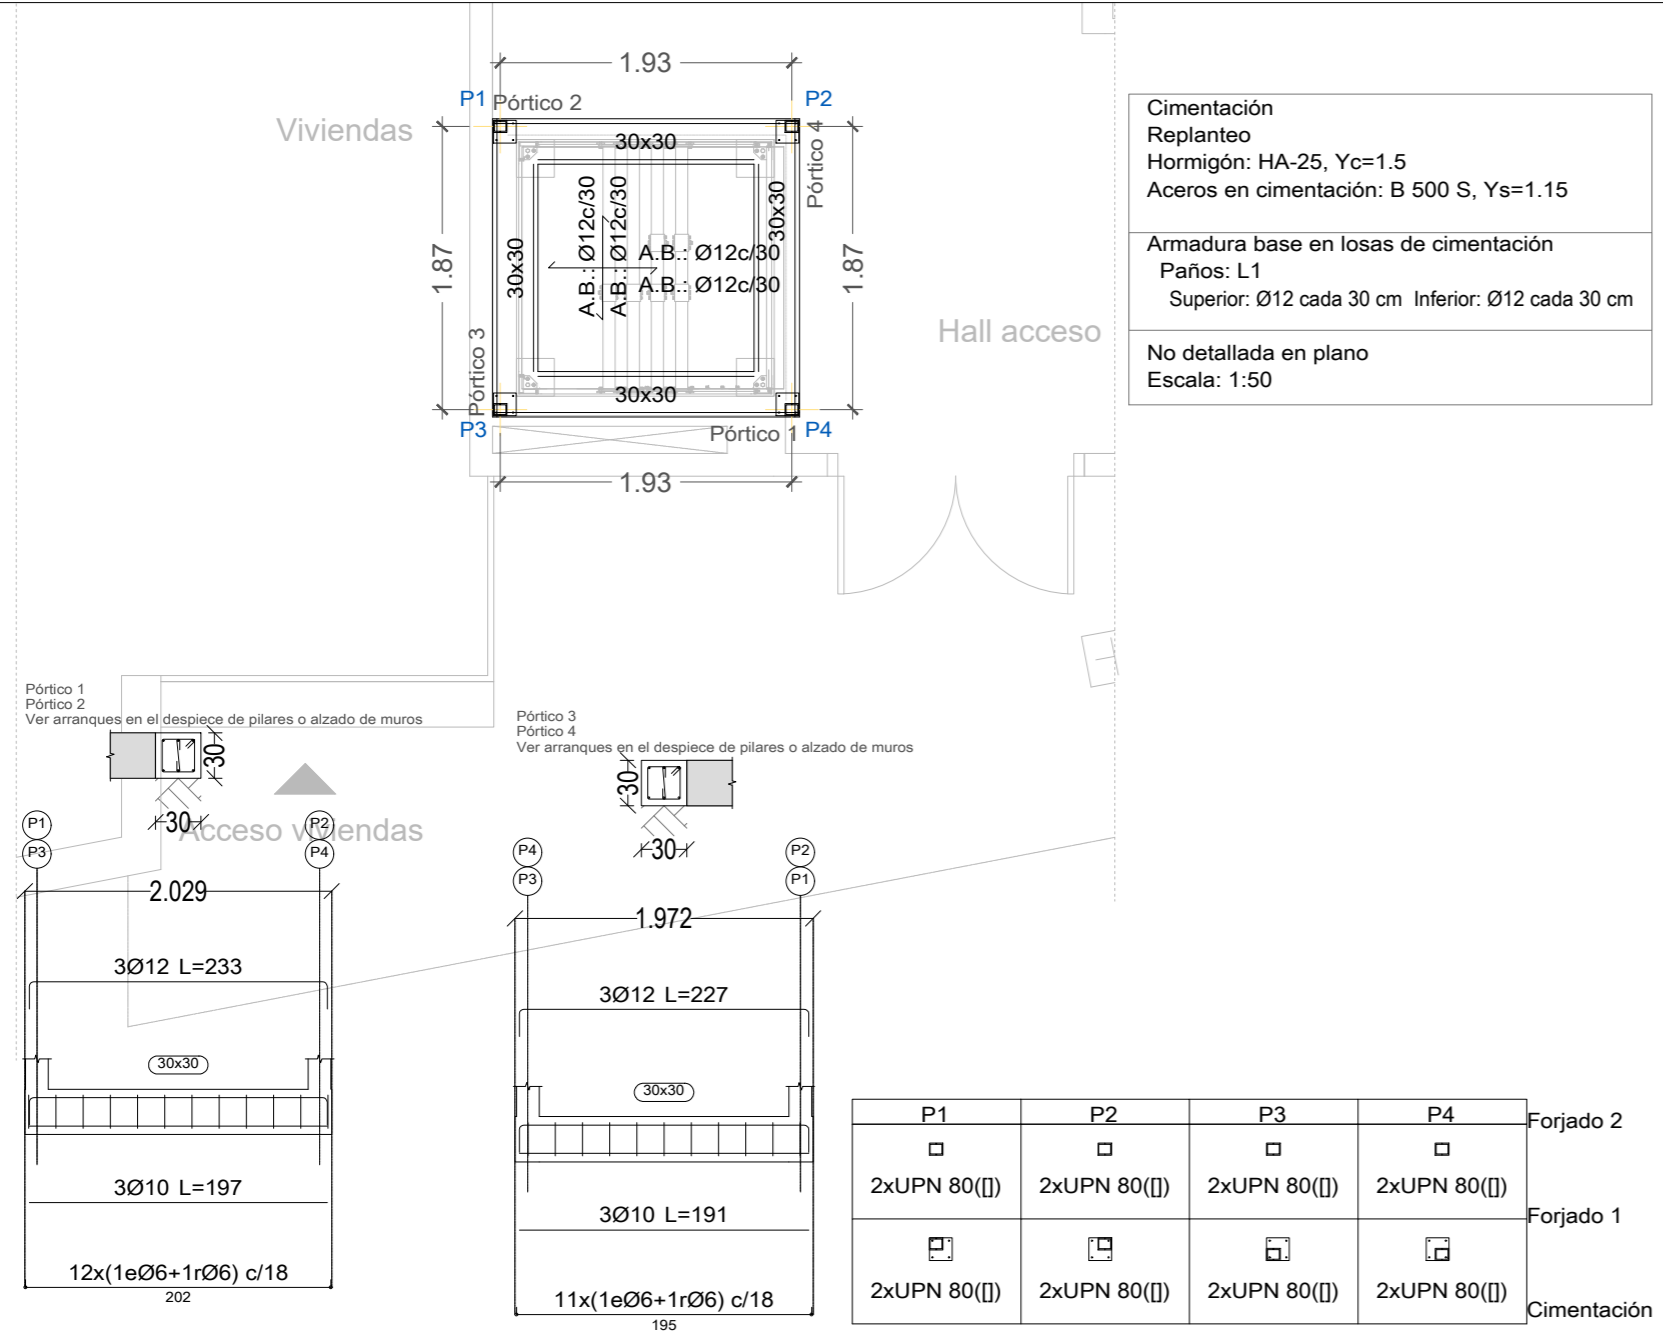 1.93
P1
Pórtico 2
P2
Viviendas
30x30
Pórtico 4
Cimentación
Replanteo
Hormigón: HA-25, Yc=1.5
Aceros en cimentación: B 500 S, Ys=1.15
Armadura base en losas de cimentación
Paños: L1
Superior: Ø12 cada 30 cm Inferior: Ø12 cada 30 cm
No detallada en plano
Escala: 1:50
1.87
30x30
A.B.: Ø12c/30
A.B.: Ø12c/30
A.B.: Ø12c/30
A.B.: Ø12c/30
30x30
1.87
Hall acceso
Pórtico 3
30x30
P3
Pórtico 1
P4
1.93
Pórtico 1
Pórtico 2
Ver arranques en el despiece de pilares o alzado de muros
30
30
Acceso viviendas
P1
P3
P2
P4
2.029
3Ø12 L=233
30x30
3Ø10 L=197
12x(1eØ6+1rØ6) c/18
202
Pórtico 3
Pórtico 4
Ver arranques en el despiece de pilares o alzado de muros
30
30
P4
P3
P2
P1
1.972
3Ø12 L=227
30x30
3Ø10 L=191
11x(1eØ6+1rØ6) c/18
195
P1 P2 P3 P4
Forjado 2
2xUPN 80([]) 2xUPN 80([]) 2xUPN 80([]) 2xUPN 80([])
Forjado 1
2xUPN 80([]) 2xUPN 80([]) 2xUPN 80([]) 2xUPN 80([])
Cimentación